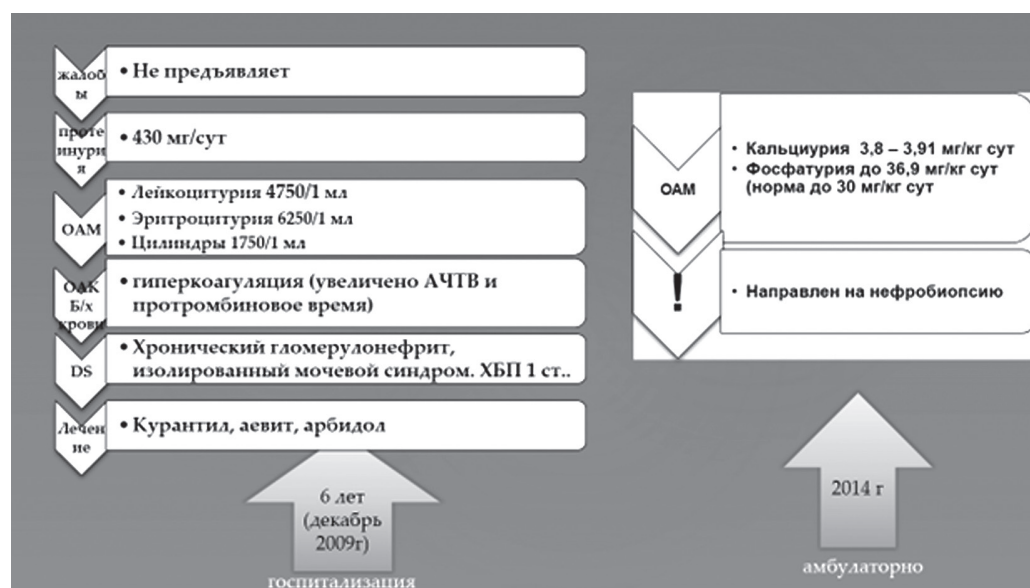 жалоб
ы
• Не предъявляет
проте
инури
я
• 430 мг/сут
ОАМ
• Лейкоцитурия 4750/1 мл
• Эритроцитурия 6250/1 мл
• Цилиндры 1750/1 мл
ОАК
Б/х
крови
• гиперкоагуляция (увеличено АЧТВ и
протромбиновое время)
DS
• Хронический гломерулонефрит,
изолированный мочевой синдром. ХБП 1 ст..
Лечен
ие
• Курантил, аевит, арбидол
6 лет
(декабрь
2009г)
госпитализация
ОАМ
• Кальциурия 3,8 – 3,91 мг/кг сут
• Фосфатурия до 36,9 мг/кг сут
(норма до 30 мг/кг сут
!
• Направлен на нефробиопсию
2014 г
амбулаторно